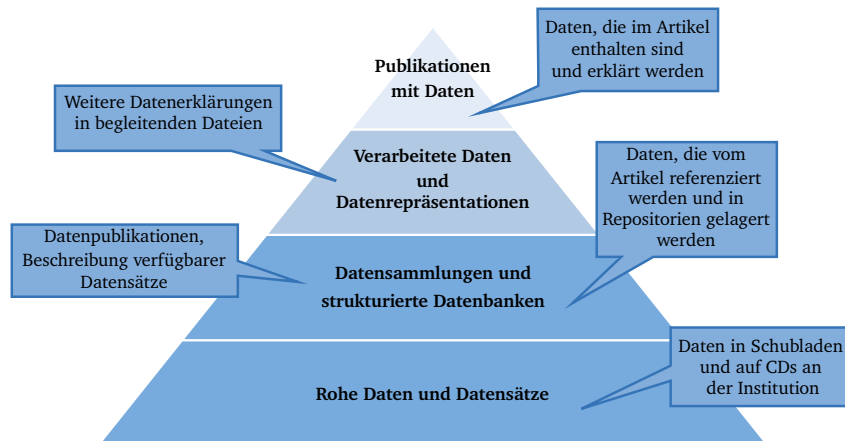 Daten, die im Artikel
enthalten sind
und erklärt werden
Publikationen
mit Daten
Weitere Datenerklärungen
in begleitenden Dateien
Verarbeitete Daten
und
Datenrepräsentationen
Daten, die vom
Artikel referenziert
werden und in
Repositorien gelagert
werden
Datenpublikationen,
Beschreibung verfügbarer
Datensätze
Datensammlungen und
strukturierte Datenbanken
Daten in Schubladen
und auf CDs an
der Institution
Rohe Daten und Datensätze